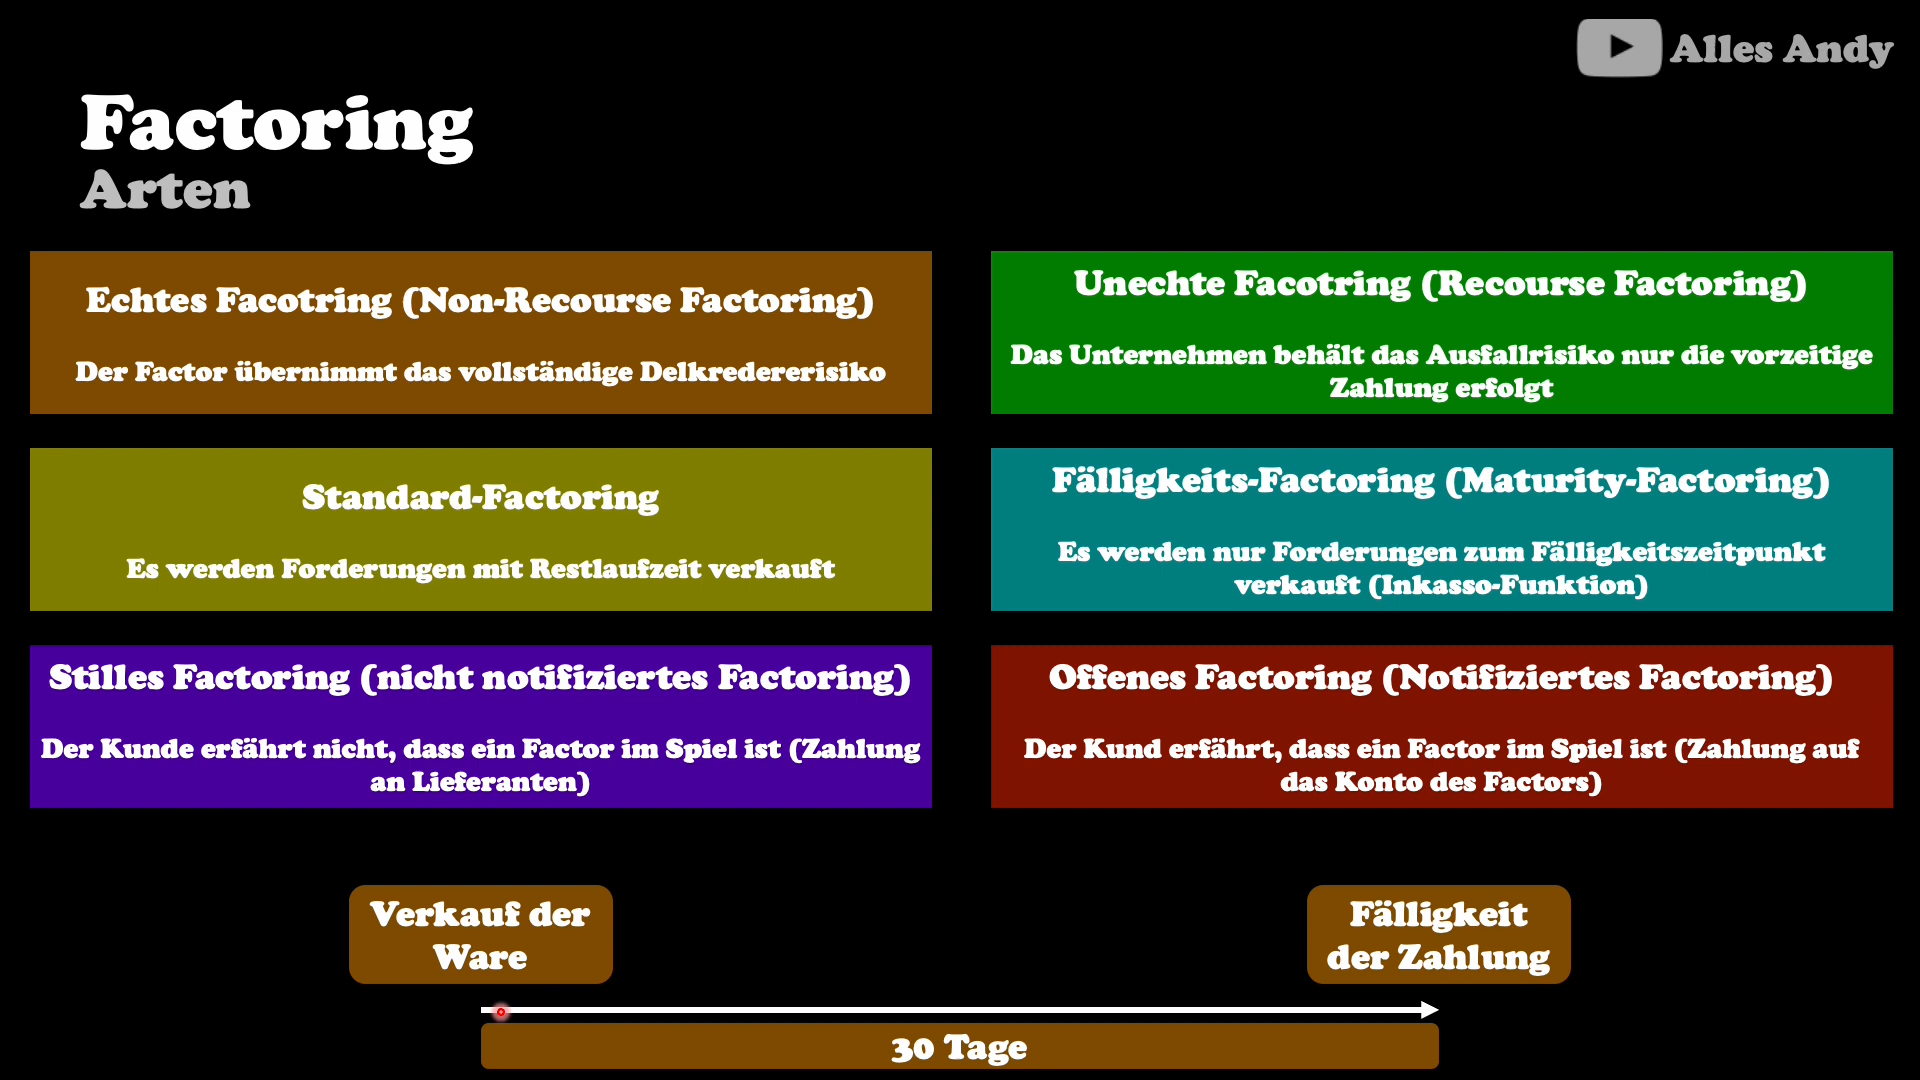 Alles Andy
Factoring
Arten
Echtes Facotring (Non-Recourse Factoring)
Der Factor übernimmt das vollständige Delkredererisiko
Unechte Facotring (Recourse Factoring)
Das Unternehmen behält das Ausfallrisiko nur die vorzeitige
Zahlung erfolgt
Standard-Factoring
Es werden Forderungen mit Restlaufzeit verkauft
Fälligkeits-Factoring (Maturity-Factoring)
Es werden nur Forderungen zum Fälligkeitszeitpunkt
verkauft (Inkasso-Funktion)
Stilles Factoring (nicht notifiziertes Factoring)
Der Kunde erfährt nicht, dass ein Factor im Spiel ist (Zahlung
an Lieferanten)
Offenes Factoring (Notifiziertes Factoring)
Der Kund erfährt, dass ein Factor im Spiel ist (Zahlung auf
das Konto des Factors)
Verkauf der
Ware
Fälligkeit
der Zahlung
30 Tage